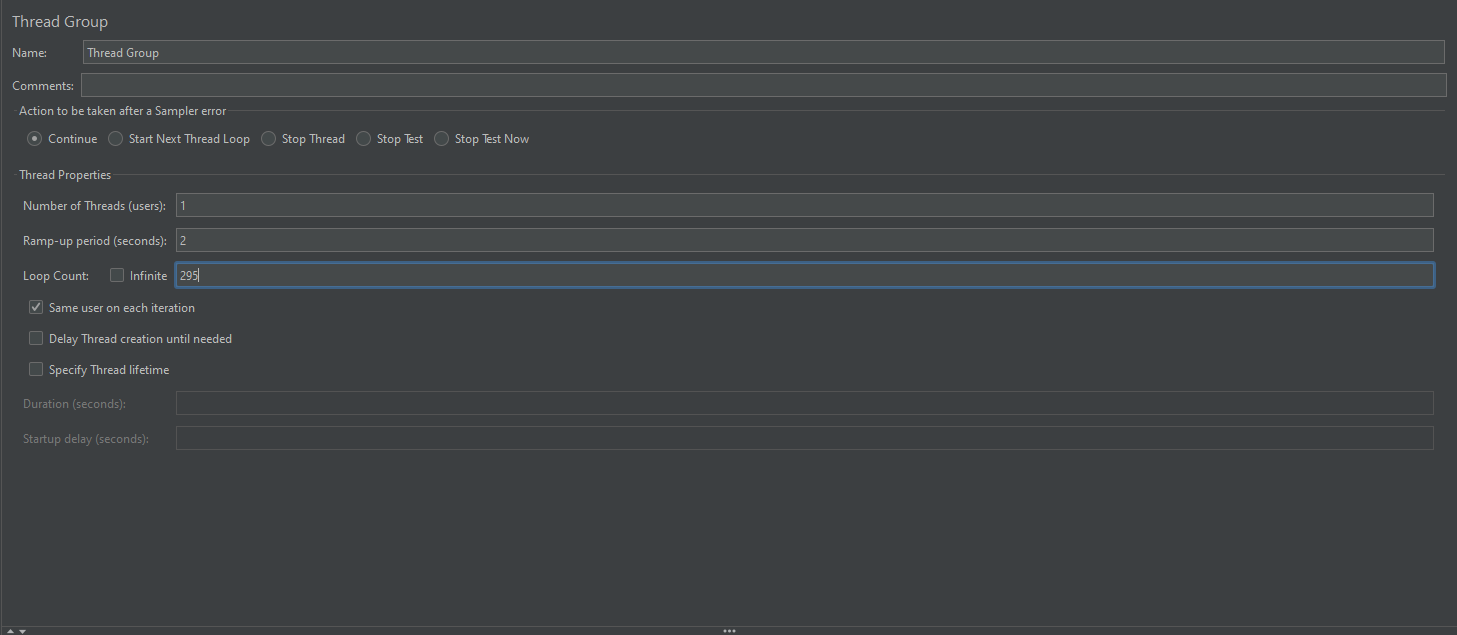 Thread Group
Name: Thread Group
Comments:
Action to be taken after a Sampler error
Continue Start Next Thread Loop Stop Thread Stop Test Stop Test Now
Thread Properties
Number of Threads (users): 1
Ramp-up period (seconds): 2
Loop Count: Infinite 295
Same user on each iteration
Delay Thread creation until needed
Specify Thread lifetime
Duration (seconds):
Startup delay (seconds):